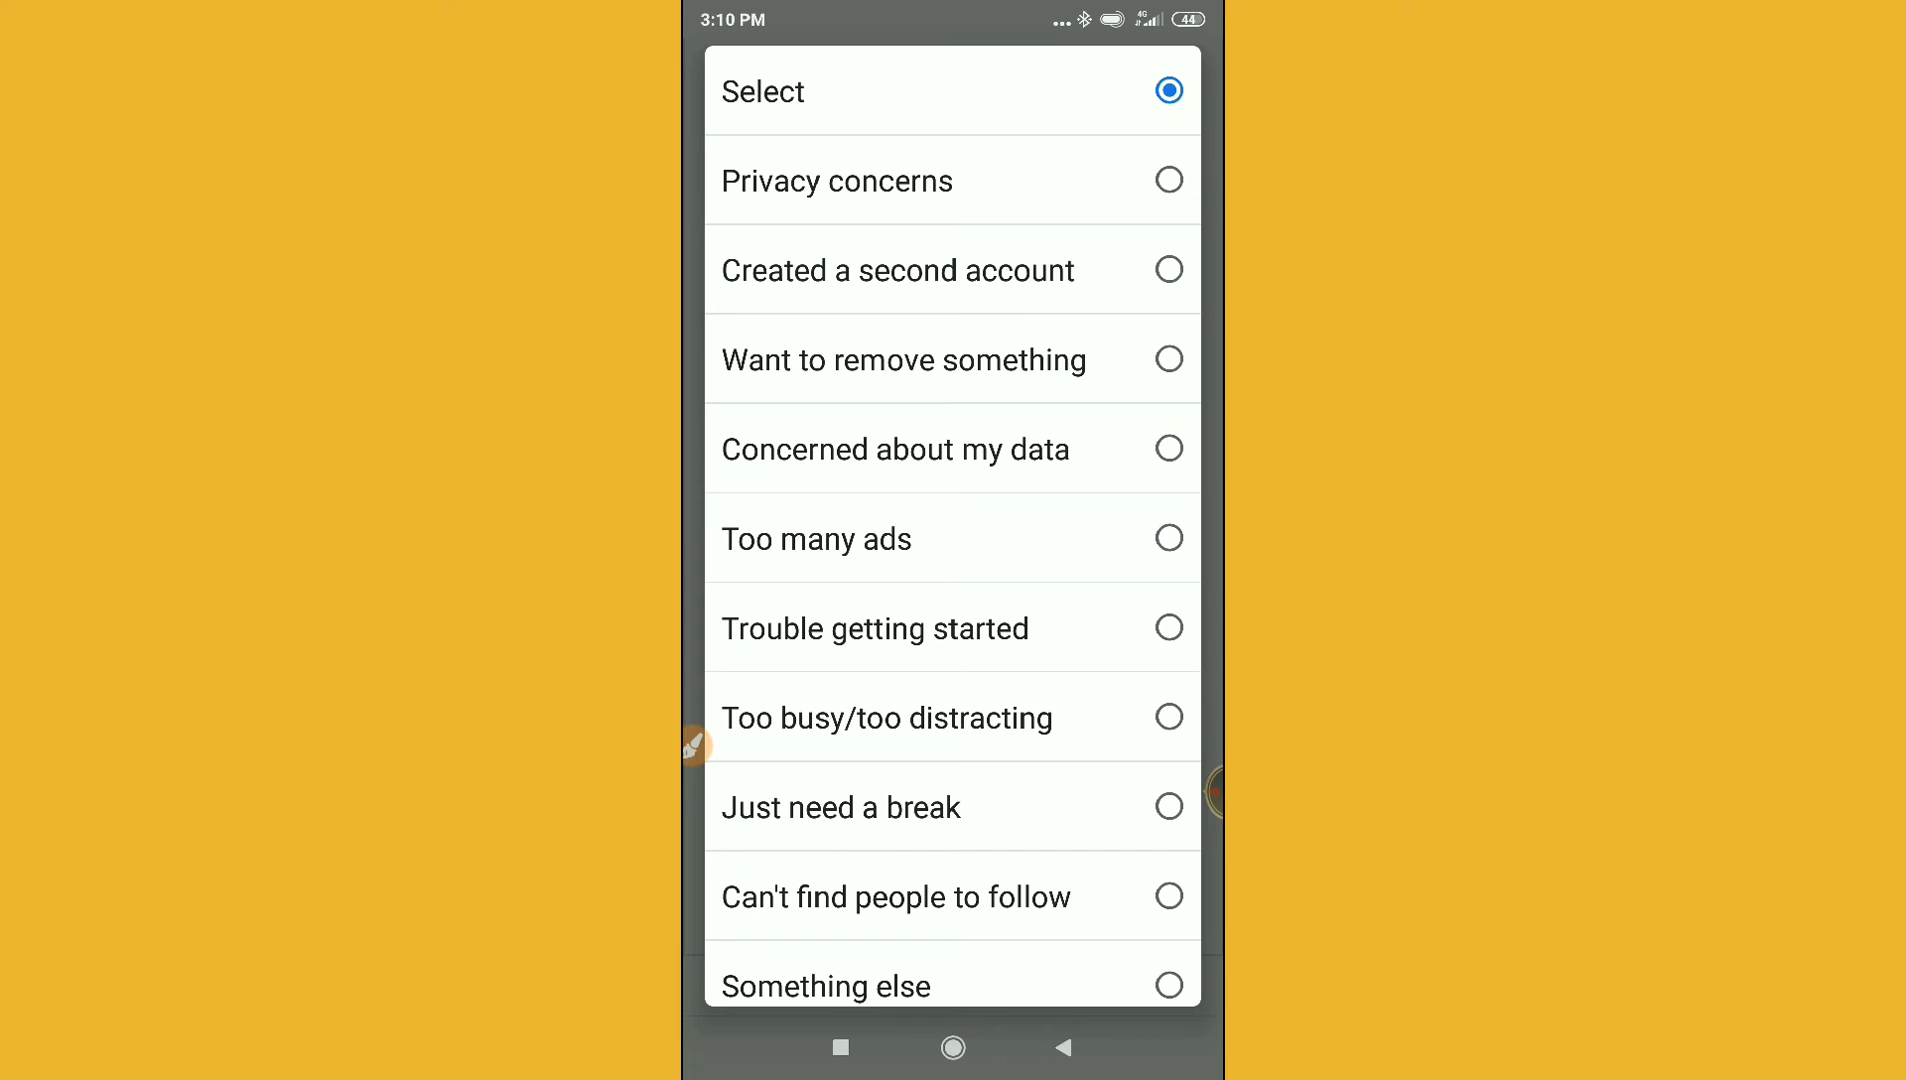 3:10 PM
4G
44
Select
Privacy concerns
Created a second account
Want to remove something
Concerned about my data
Too many ads
Trouble getting started
Too busy/too distracting
Just need a break
Can't find people to follow
Something else